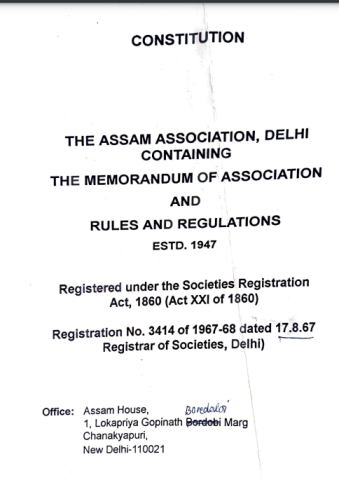 CONSTITUTION
THE ASSAM ASSOCIATION, DELHI
CONTAINING
THE MEMORANDUM OF ASSOCIATION
AND
RULES AND REGULATIONS
ESTD. 1947
Registered under the Societies Registration
Act, 1860 (Act XXI of 1860)
Registration No. 3414 of 1967-68 dated 17.8.67
Registrar of Societies, Delhi)
Office: Assam House,
Bordoloi
1, Lokapriya Gopinath Bordobi Marg
Chanakyapuri,
New Delhi-110021